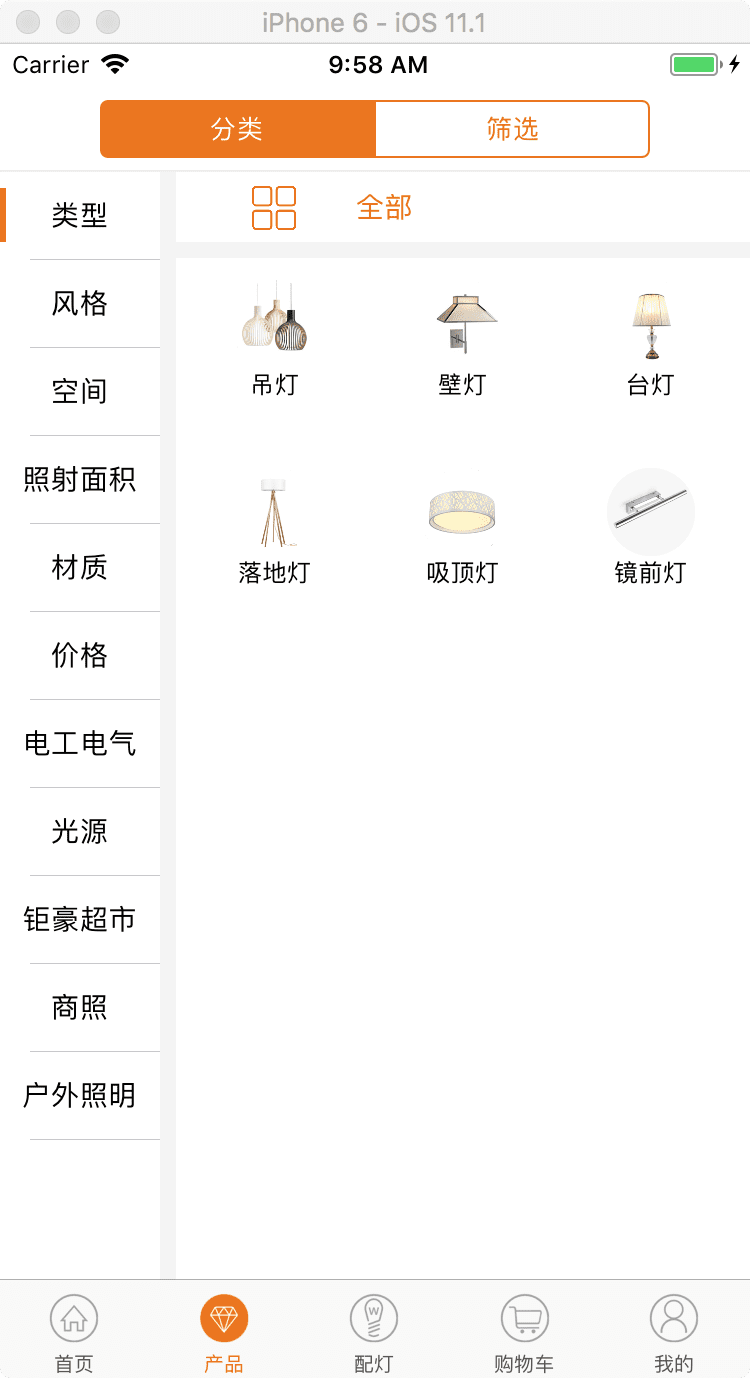 iPhone 6 - iOS 11.1
Carrier 9:58 AM
分类 筛选
类型
风格
空间
照射面积
材质
价格
电工电气
光源
钜豪超市
商照
户外照明
全部
吊灯 壁灯 台灯
落地灯 吸顶灯 镜前灯
首页 产品 配灯 购物车 我的